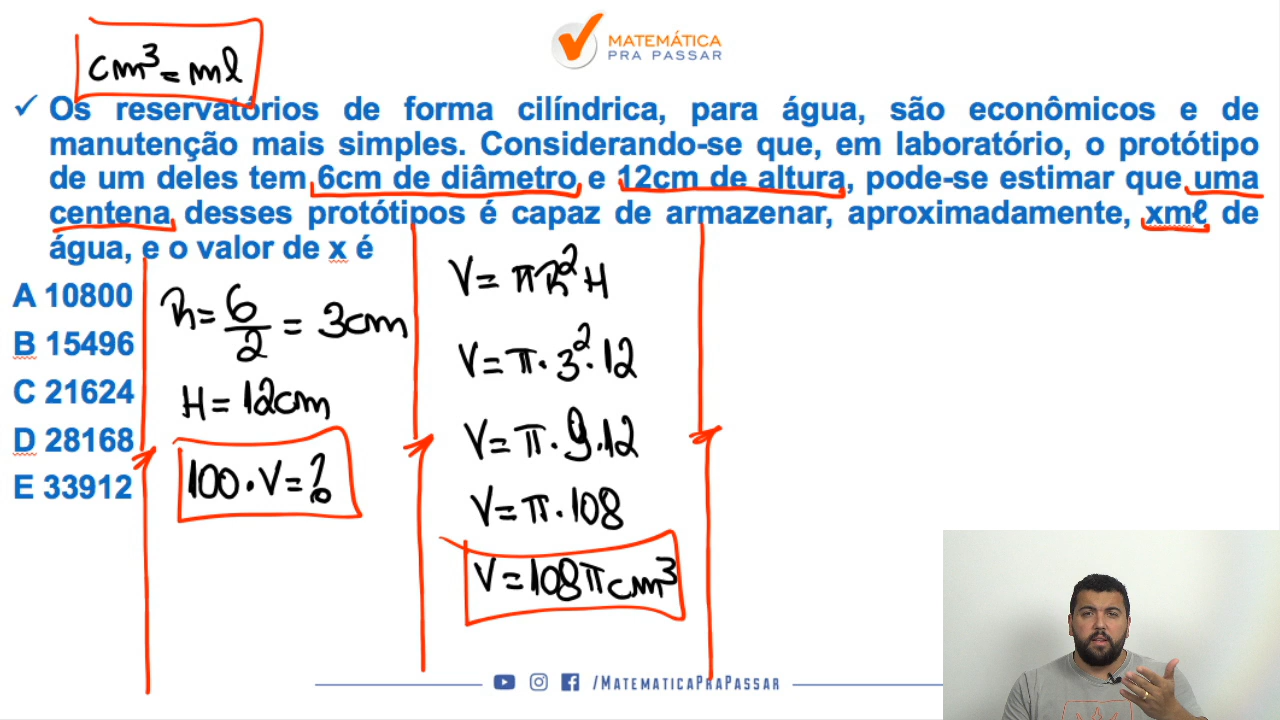 cm³ = ml
MATEMÁTICA
PRA PASSAR
✓ Os reservatórios de forma cilíndrica, para água, são econômicos e de
manutenção mais simples. Considerando-se que, em laboratório, o protótipo
de um deles tem 6cm de diâmetro e 12cm de altura, pode-se estimar que uma
centena desses protótipos é capaz de armazenar, aproximadamente, xmℓ de
água, e o valor de x é
A 10800
B 15496
C 21624
D 28168
E 33912
r = 6/2 = 3cm
H = 12cm
100 · V = ?
V = πr²H
V = π · 3² · 12
V = π · 9 · 12
V = π · 108
V = 108π cm³
/MATEMATICAPRAPASSAR